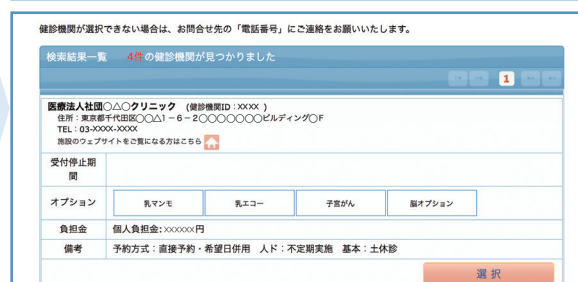 健診機関が選択できない場合は、お問合せ先の「電話番号」にご連絡をお願いいたします。
検索結果一覧 4件の健診機関が見つかりました
1
医療法人社団○△○クリニック (健診機関ID：XXXX )
住所：東京都千代田区○○△1－6－2○○○○○○○ビルディング○F
TEL：03-XXXX-XXXX
施設のウェブサイトをご覧になる方はこちら
受付停止期間
オプション 乳マンモ 乳エコー 子宮がん 脳オプション
負担金 個人負担金:××××××円
備考 予約方式：直接予約・希望日併用 人ド：不定期実施 基本：土休診
選 択